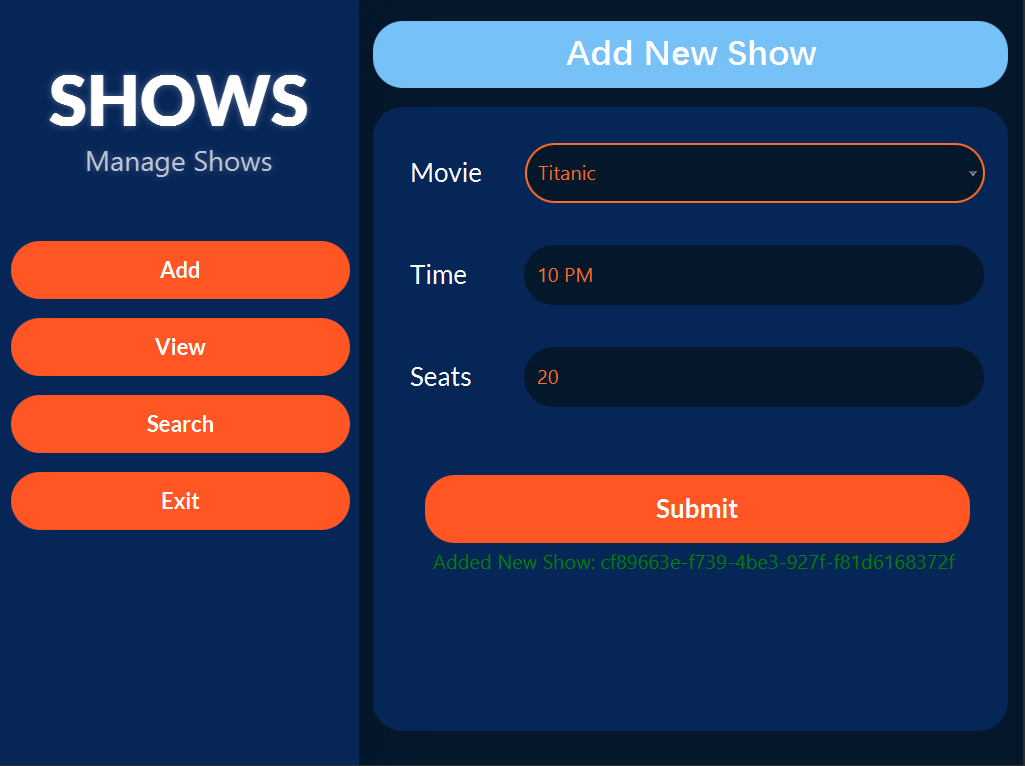 SHOWS
Manage Shows
Add
View
Search
Exit
Add New Show
Movie Titanic
Time 10 PM
Seats 20
Submit
Added New Show: cf89663e-f739-4be3-927f-f81d6168372f